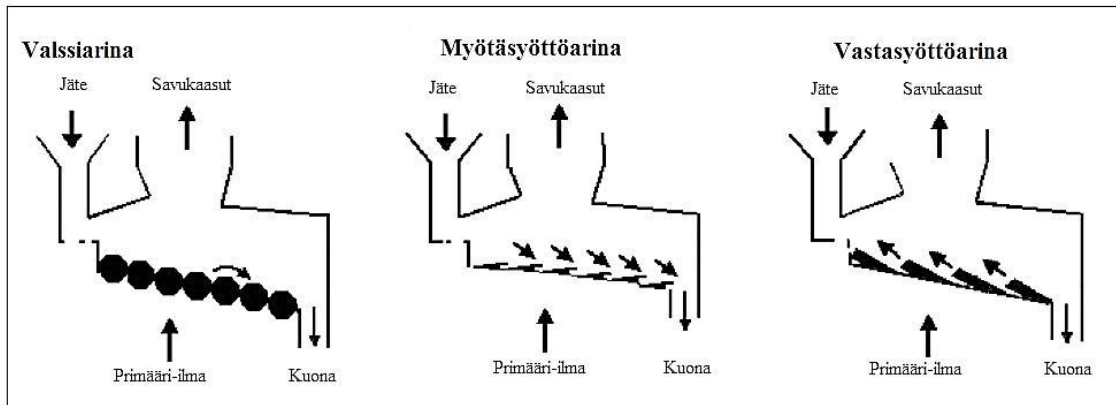 Valssiarina
Jäte
Savukaasut
Primääri-ilma
Kuona
Myötäsyöttöarina
Jäte
Savukaasut
Primääri-ilma
Kuona
Vastasyöttöarina
Jäte
Savukaasut
Primääri-ilma
Kuona